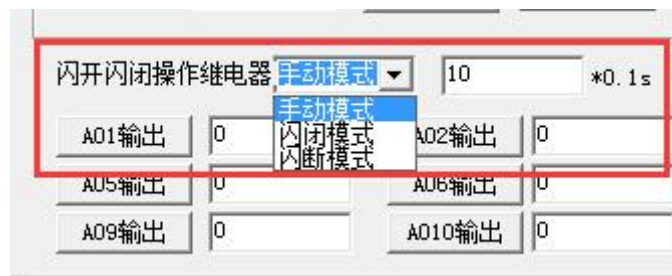 闪开闪闭操作继电器 手动模式 10 *0.1s
手动模式
闪闭模式
闪断模式
A01输出 0 A02输出 0
A05输出 0 A06输出 0
A09输出 0 A010输出 0